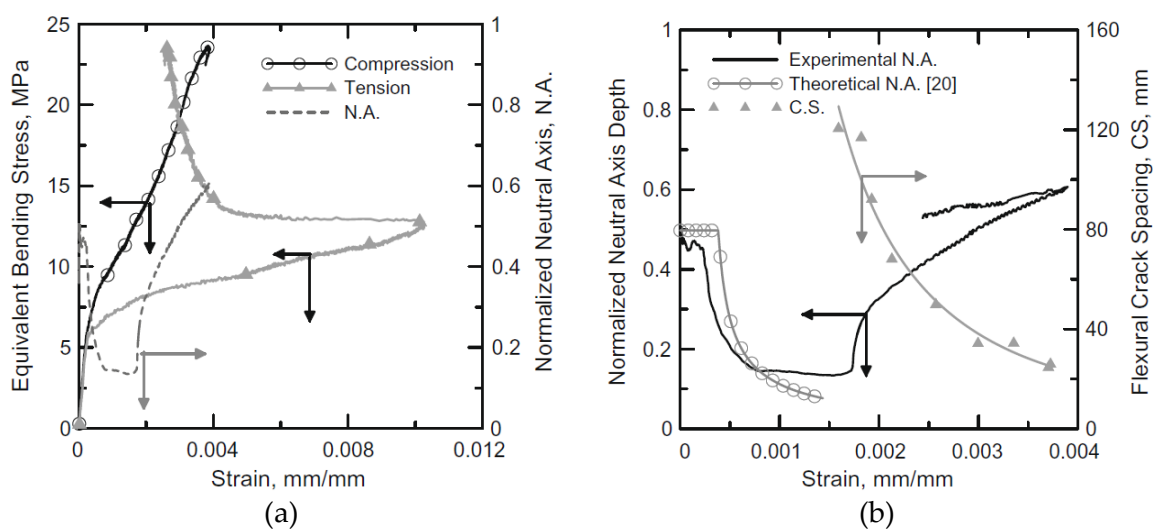 Equivalent Bending Stress, MPa
25
20
15
10
5
0
Compression
Tension
N.A.
1
0.8
0.6
0.4
0.2
0
Normalized Neutral Axis, N.A.
0
0.004
0.008
0.012
Strain, mm/mm
(a)
Normalized Neutral Axis Depth
1
0.8
0.6
0.4
0.2
0
Experimental N.A.
Theoretical N.A. [20]
C.S.
160
120
80
40
0
Flexural Crack Spacing, CS, mm
0
0.001
0.002
0.003
0.004
Strain, mm/mm
(b)